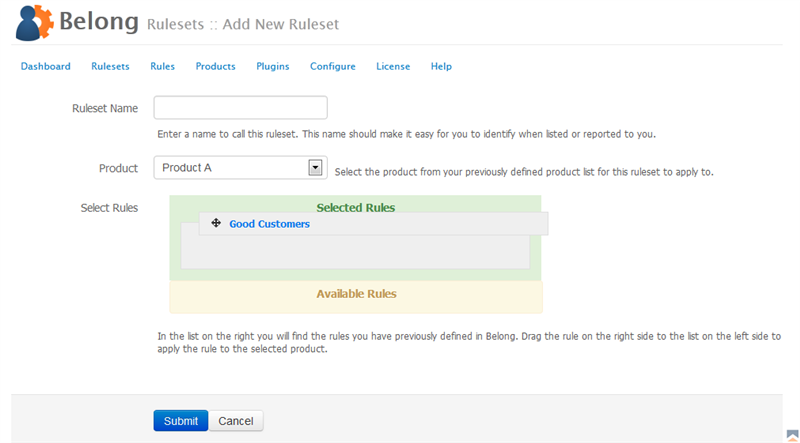 Belong Rulesets :: Add New Ruleset
Dashboard Rulesets Rules Products Plugins Configure License Help
Ruleset Name
Enter a name to call this ruleset. This name should make it easy for you to identify when listed or reported to you.
Product Product A Select the product from your previously defined product list for this ruleset to apply to.
Select Rules Selected Rules
Good Customers
Available Rules
In the list on the right you will find the rules you have previously defined in Belong. Drag the rule on the right side to the list on the left side to
apply the rule to the selected product.
Submit Cancel